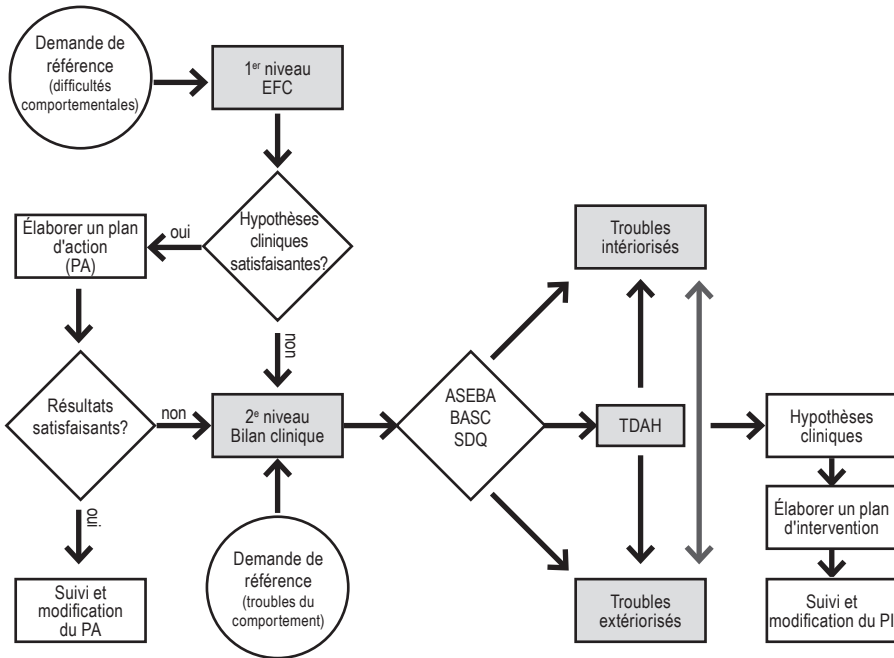 Demande de
référence
(difficultés
comportementales)
1er niveau
EFC
Hypothèses
cliniques
satisfaisantes?
oui
non
Élaborer un plan
d'action
(PA)
Résultats
satisfaisants?
non
oui
Suivi et
modification
du PA
2e niveau
Bilan clinique
Demande de
référence
(troubles du
comportement)
ASEBA
BASC
SDQ
Troubles
intériorisés
TDAH
Troubles
extériorisés
Hypothèses
cliniques
Élaborer un plan
d'intervention
Suivi et
modification du PI